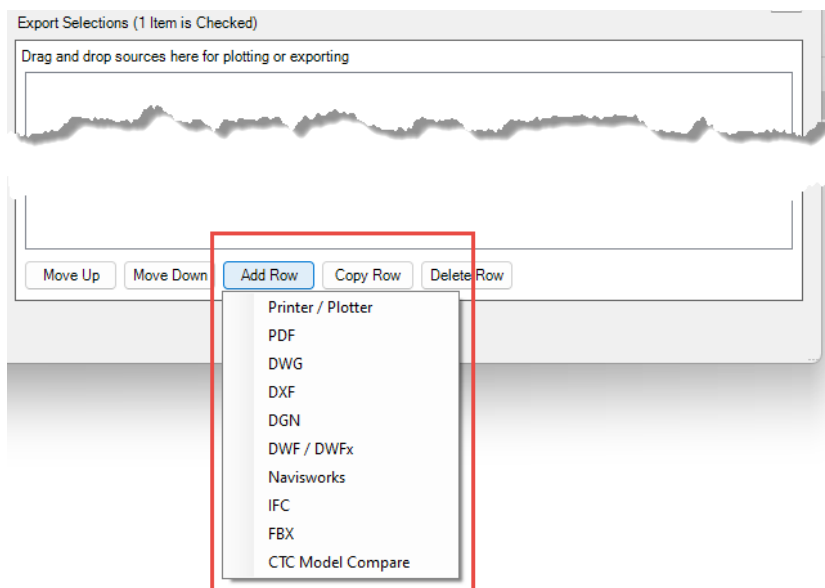 Export Selections (1 Item is Checked)
Drag and drop sources here for plotting or exporting
Move Up Move Down Add Row Copy Row Delete Row
Printer / Plotter
PDF
DWG
DXF
DGN
DWF / DWFx
Navisworks
IFC
FBX
CTC Model Compare